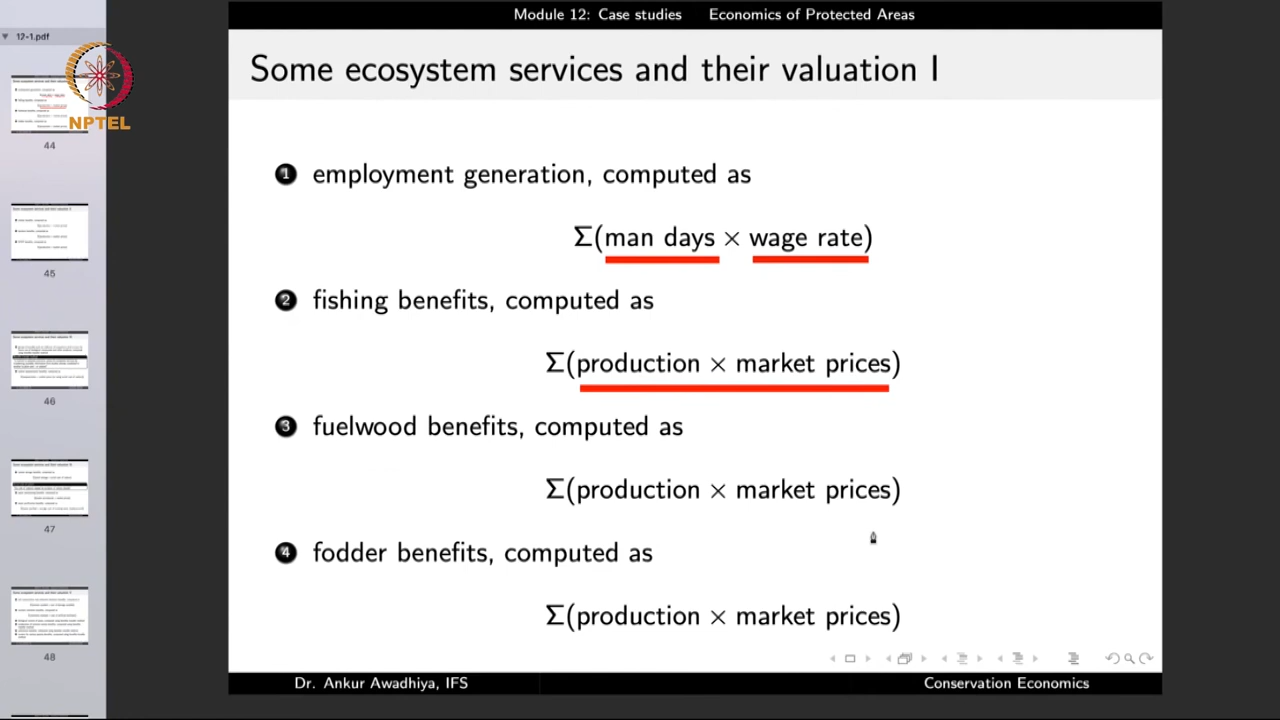 Module 12: Case studies Economics of Protected Areas
12-1.pdf
NPTEL
Some ecosystem services and their valuation I
1 employment generation, computed as
Σ(man days × wage rate)
2 fishing benefits, computed as
Σ(production × market prices)
3 fuelwood benefits, computed as
Σ(production × market prices)
4 fodder benefits, computed as
Σ(production × market prices)
44
45
46
47
48
Dr. Ankur Awadhiya, IFS Conservation Economics